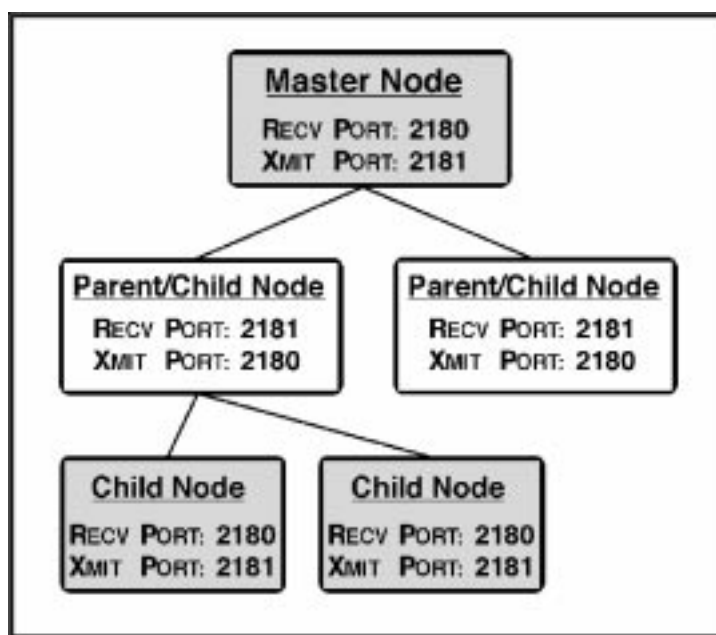 Master Node
RECV PORT: 2180
XMIT PORT: 2181
Parent/Child Node
RECV PORT: 2181
XMIT PORT: 2180
Parent/Child Node
RECV PORT: 2181
XMIT PORT: 2180
Child Node
RECV PORT: 2180
XMIT PORT: 2181
Child Node
RECV PORT: 2180
XMIT PORT: 2181